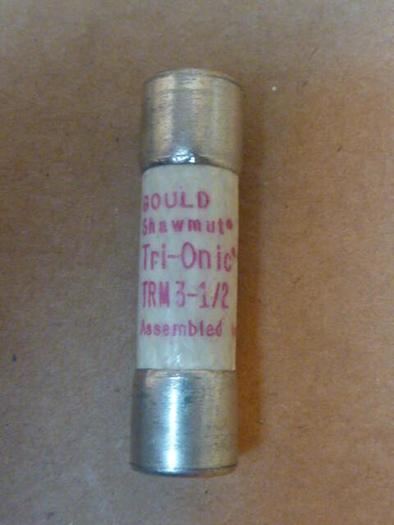 GOULD
Shawmut®
Tri-Onic®
TRM 3-1/2
Assembled